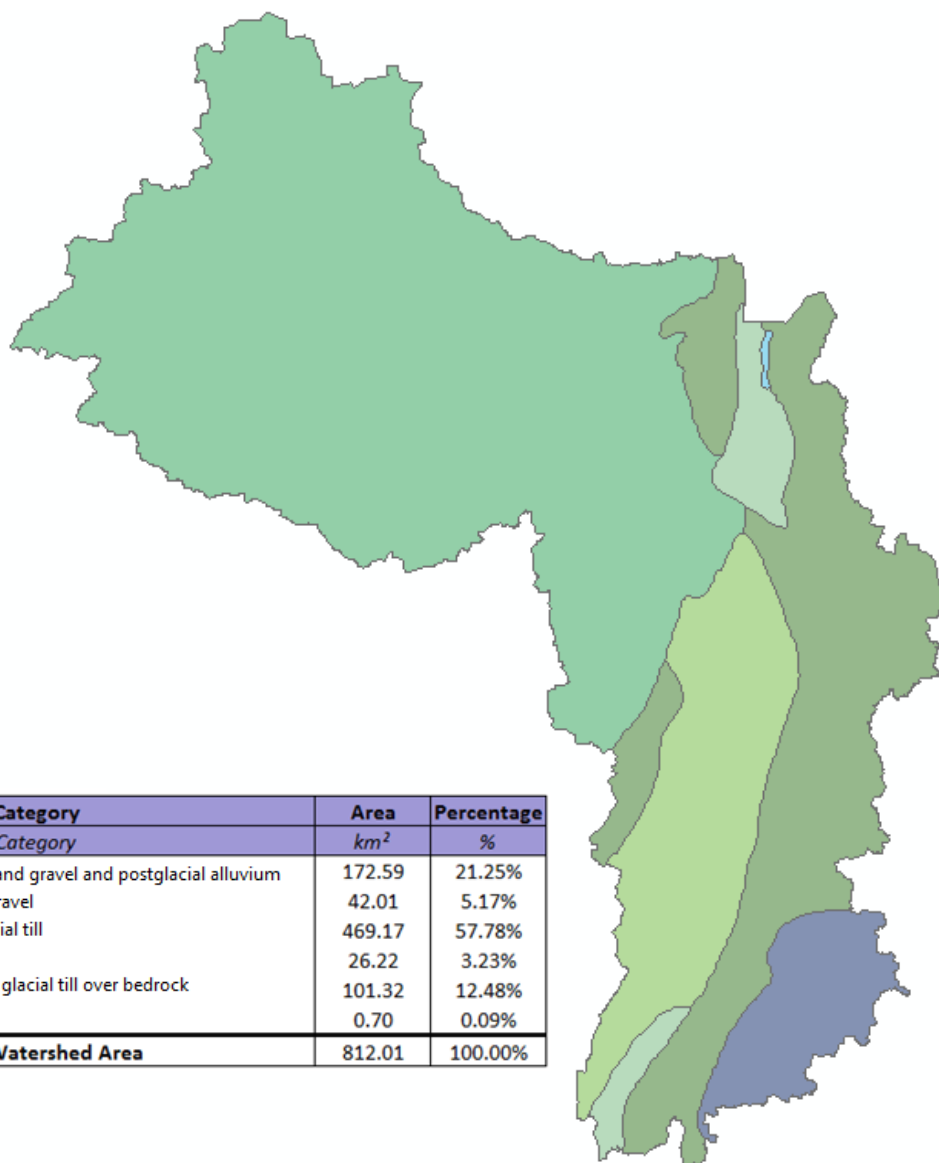 Category Area Percentage
Category km² %
and gravel and postglacial alluvium 172.59 21.25%
ravel 42.01 5.17%
ial till 469.17 57.78%
26.22 3.23%
glacial till over bedrock 101.32 12.48%
0.70 0.09%
Watershed Area 812.01 100.00%